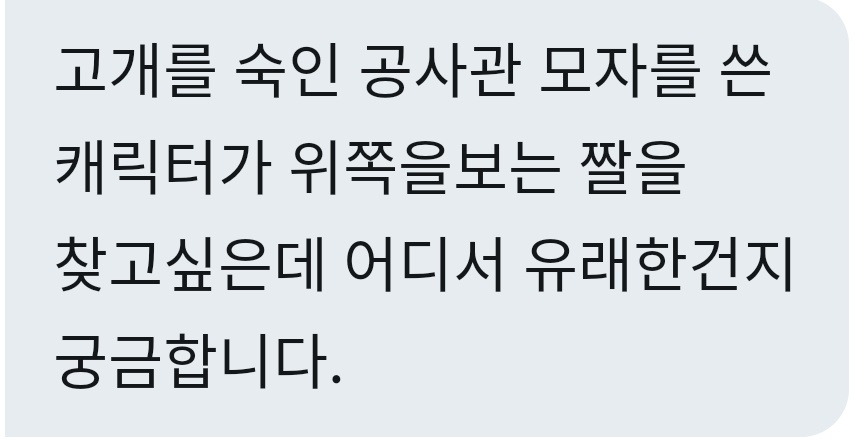 고개를 숙인 공사관 모자를 쓴
캐릭터가 위쪽을보는 짤을
찾고싶은데 어디서 유래한건지
궁금합니다.